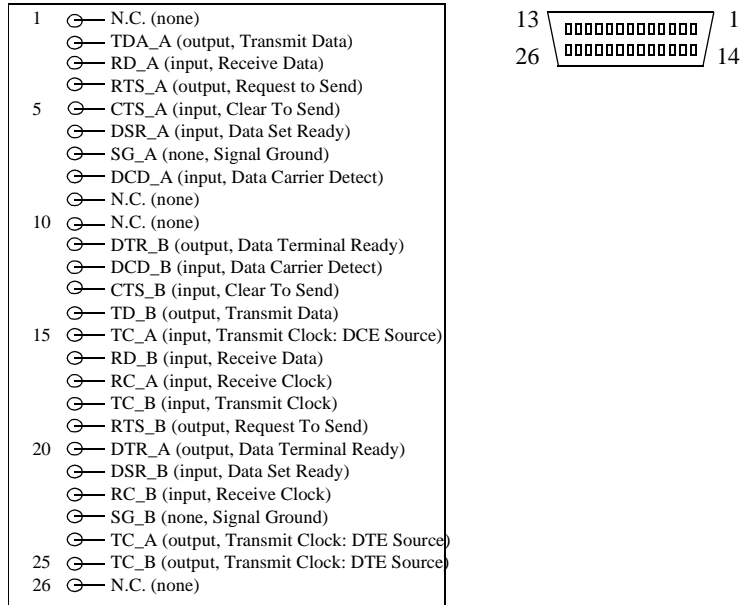 1 N.C. (none)
TDA_A (output, Transmit Data)
RD_A (input, Receive Data)
RTS_A (output, Request to Send)
5 CTS_A (input, Clear To Send)
DSR_A (input, Data Set Ready)
SG_A (none, Signal Ground)
DCD_A (input, Data Carrier Detect)
N.C. (none)
10 N.C. (none)
DTR_B (output, Data Terminal Ready)
DCD_B (input, Data Carrier Detect)
CTS_B (input, Clear To Send)
TD_B (output, Transmit Data)
15 TC_A (input, Transmit Clock: DCE Source)
RD_B (input, Receive Data)
RC_A (input, Receive Clock)
TC_B (input, Transmit Clock)
RTS_B (output, Request To Send)
20 DTR_A (output, Data Terminal Ready)
DSR_B (input, Data Set Ready)
RC_B (input, Receive Clock)
SG_B (none, Signal Ground)
TC_A (output, Transmit Clock: DTE Source)
25 TC_B (output, Transmit Clock: DTE Source)
26 N.C. (none)
13 1
26 14